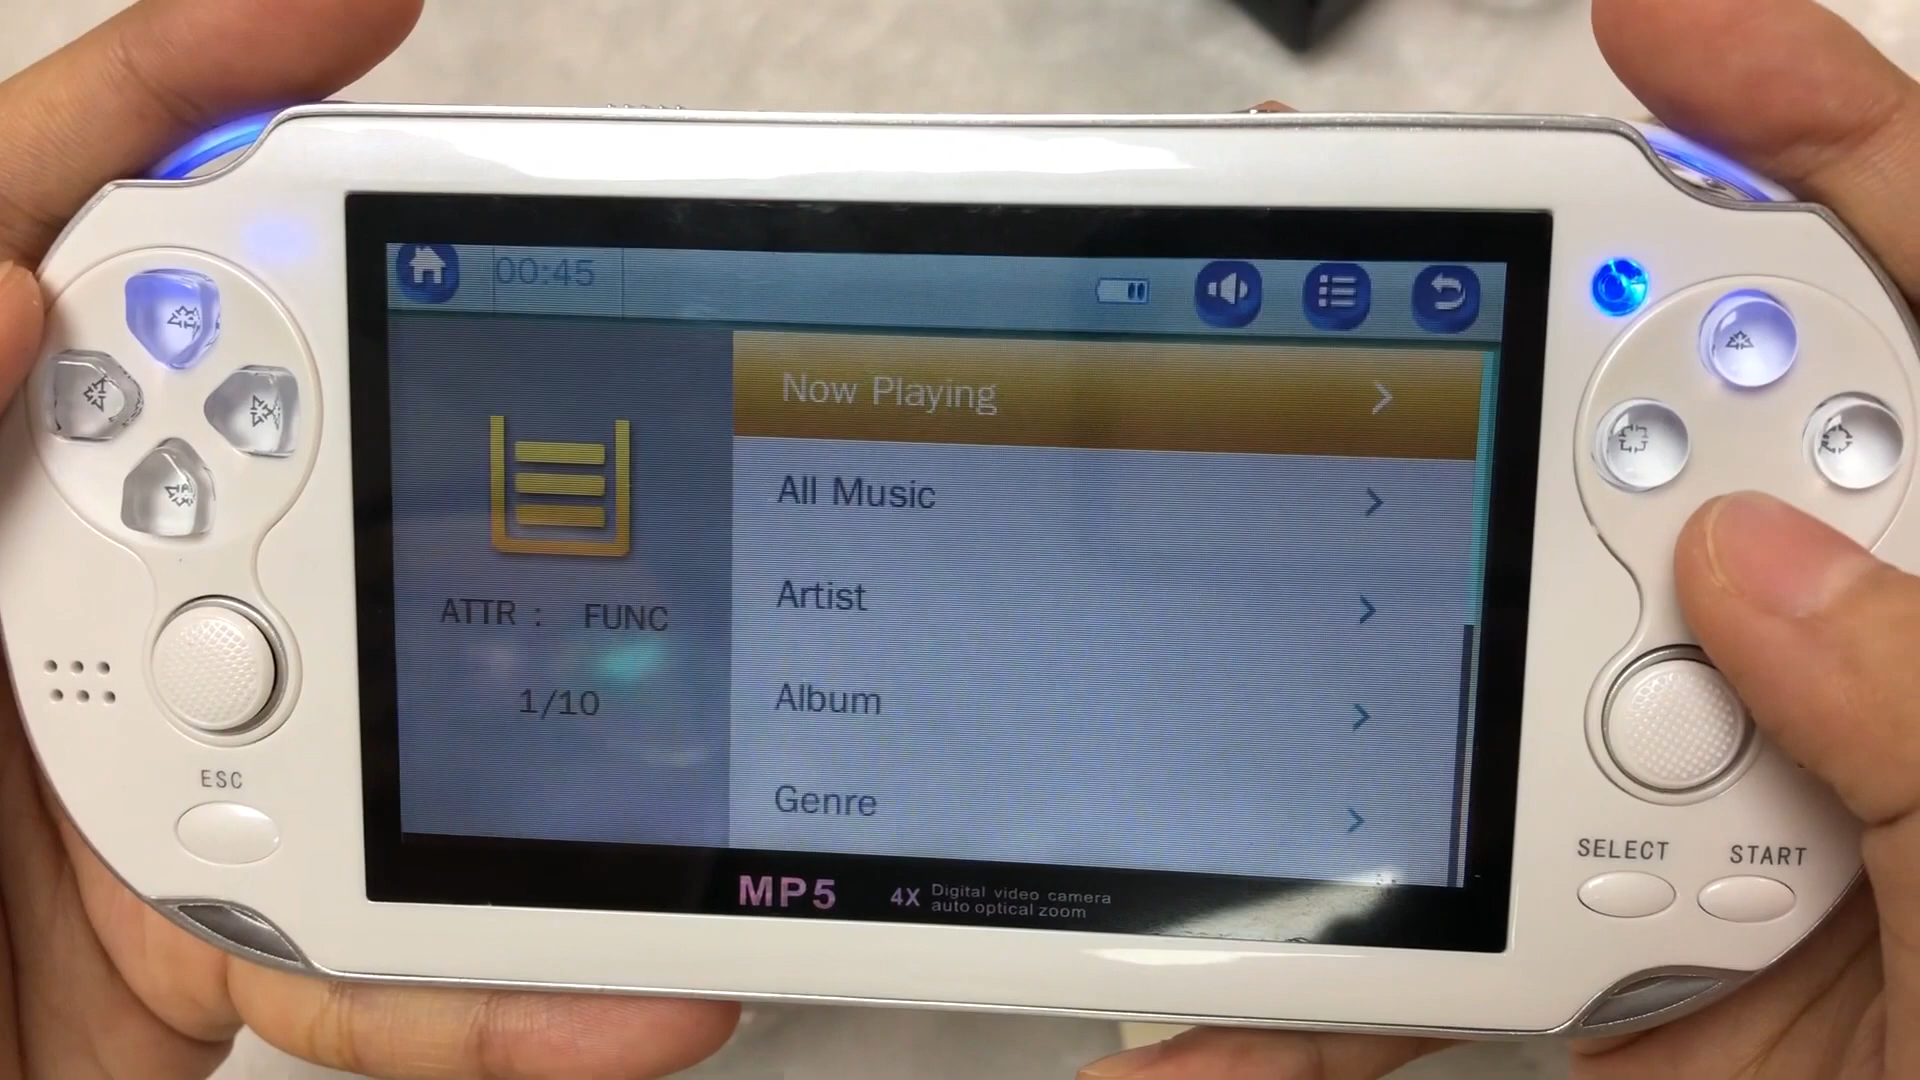 00:45
Now Playing
All Music
Artist
Album
Genre
ATTR : FUNC
1/10
ESC
SELECT
START
MP5
4X Digital video camera
auto optical zoom